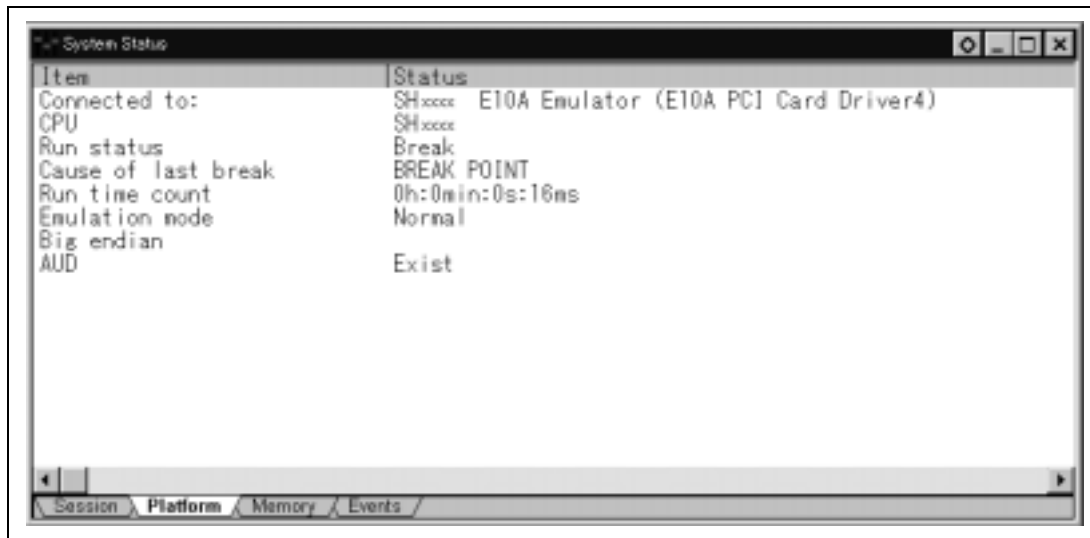 System Status
Item Status
Connected to: SHxxxx E10A Emulator (E10A PCI Card Driver4)
CPU SHxxxx
Run status Break
Cause of last break BREAK POINT
Run time count 0h:0min:0s:16ms
Emulation mode Normal
Big endian
AUD Exist
Session Platform Memory Events